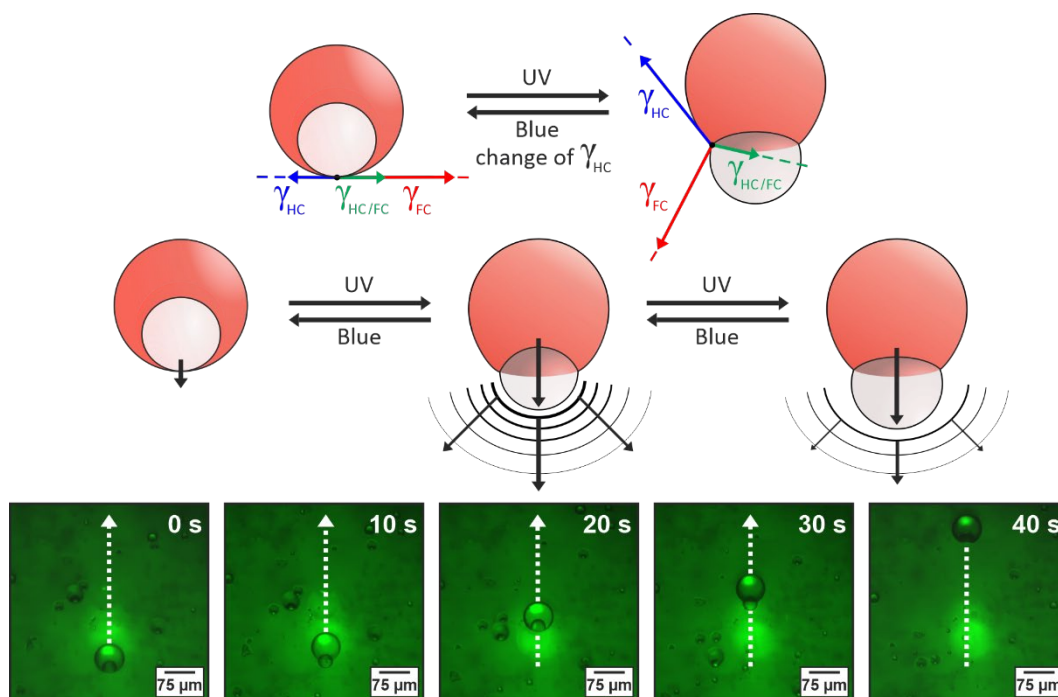 UV
Blue
change of γHC
γHC
γHC/FC
γFC
γHC
γHC/FC
γFC
UV
Blue
UV
Blue
0 s
10 s
20 s
30 s
40 s
75 µm
75 µm
75 µm
75 µm
75 µm